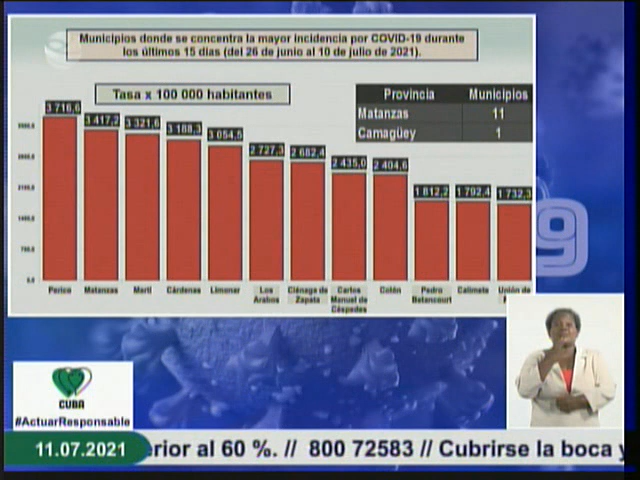 Municipios donde se concentra la mayor incidencia por COVID-19 durante
los últimos 15 días (del 26 de junio al 10 de julio de 2021).
Tasa x 100 000 habitantes
Provincia Municipios
Matanzas 11
Camagüey 1
3 716,6 3 417,2 3 321,6 3 188,3 3 054,5 2 727,3 2 682,4 2 435,0 2 404,6 1 812,2 1 792,4 1 732,3
0,0
Perico Matanzas Martí Cárdenas Limonar Los Arabos Ciénaga de Zapata Carlos Manuel de Céspedes Colón Pedro Betancourt Calimete Unión de
9
CUBA
#ActuarResponsable
11.07.2021 erior al 60 %. // 800 72583 // Cubrirse la boca y